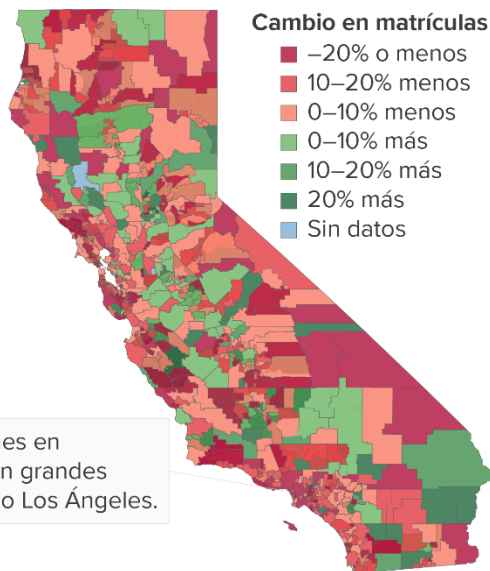 Cambio en matrículas
–20% o menos
10–20% menos
0–10% menos
0–10% más
10–20% más
20% más
Sin datos
es en
n grandes
o Los Ángeles.